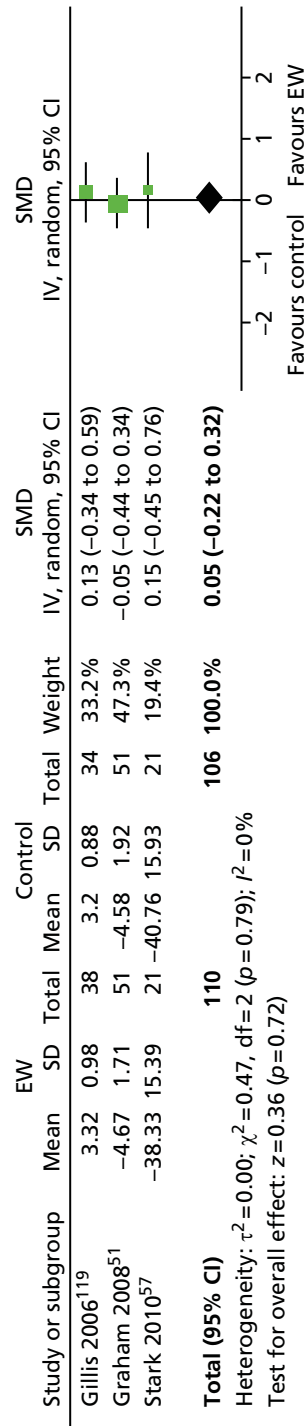 EW Control SMD SMD
Study or subgroup Mean SD Total Mean SD Total Weight IV, random, 95% CI IV, random, 95% CI
Gillis 2006119 3.32 0.98 38 3.2 0.88 34 33.2% 0.13 (−0.34 to 0.59)
Graham 200851 −4.67 1.71 51 −4.58 1.92 51 47.3% −0.05 (−0.44 to 0.34)
Stark 201057 −38.33 15.39 21 −40.76 15.93 21 19.4% 0.15 (−0.45 to 0.76)
Total (95% CI) 110 106 100.0% 0.05 (−0.22 to 0.32)
Heterogeneity: τ2=0.00; χ2=0.47, df=2 (p=0.79); I2=0%
Test for overall effect: z=0.36 (p=0.72)
−2 −1 0 1 2
Favours control Favours EW